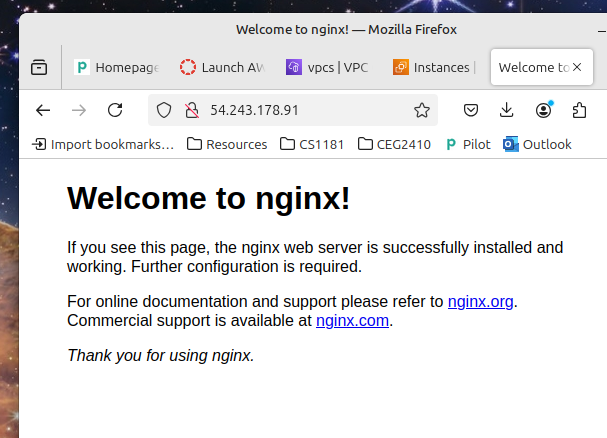 Welcome to nginx! — Mozilla Firefox
Homepage Launch AW vpcs | VPC Instances | Welcome to
54.243.178.91
Import bookmarks… Resources CS1181 CEG2410 Pilot Outlook
Welcome to nginx!
If you see this page, the nginx web server is successfully installed and
working. Further configuration is required.
For online documentation and support please refer to nginx.org.
Commercial support is available at nginx.com.
Thank you for using nginx.